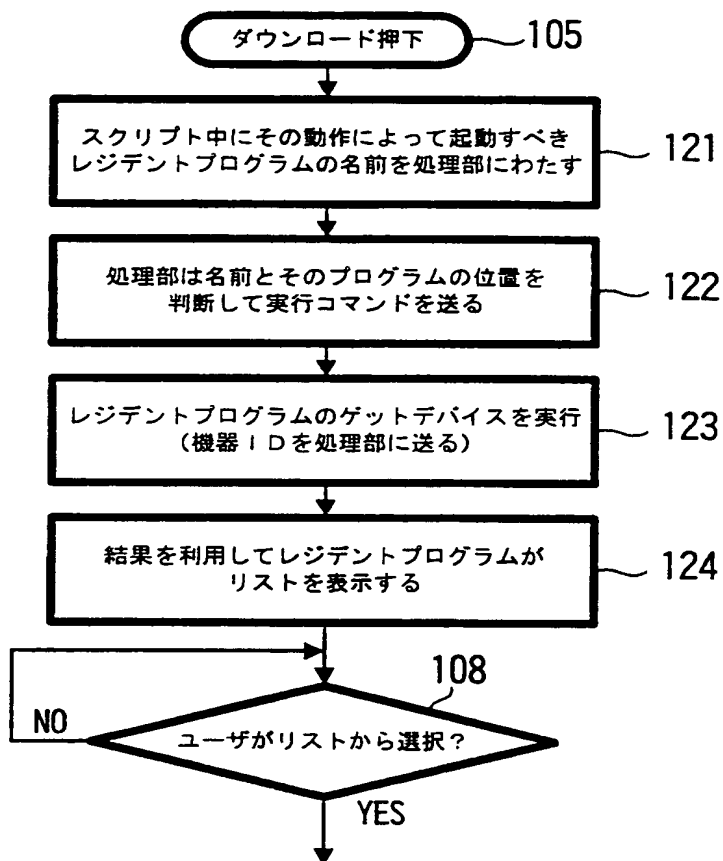 ダウンロード押下
105
スクリプト中にその動作によって起動すべき
レジデントプログラムの名前を処理部にわたす
121
処理部は名前とそのプログラムの位置を
判断して実行コマンドを送る
122
レジデントプログラムのゲットデバイスを実行
(機器IDを処理部に送る)
123
結果を利用してレジデントプログラムが
リストを表示する
124
108
NO
ユーザがリストから選択?
YES